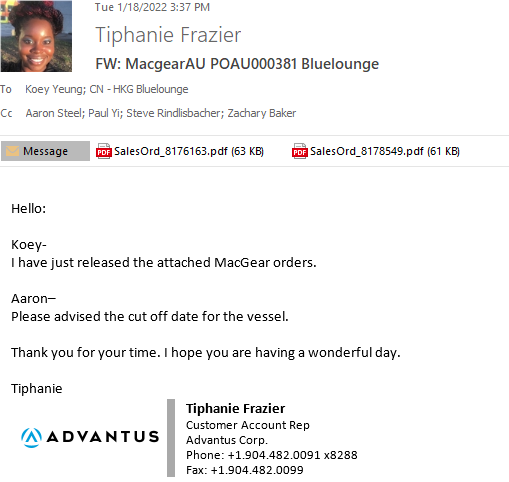 Tue 1/18/2022 3:37 PM
Tiphanie Frazier
FW: MacgearAU POAU000381 Bluelounge
To Koey Yeung; CN - HKG Bluelounge
Cc Aaron Steel; Paul Yi; Steve Rindlisbacher; Zachary Baker
Message SalesOrd_8176163.pdf (63 KB) SalesOrd_8178549.pdf (61 KB)
Hello:
Koey-
I have just released the attached MacGear orders.
Aaron–
Please advised the cut off date for the vessel.
Thank you for your time. I hope you are having a wonderful day.
Tiphanie
ADVANTUS
Tiphanie Frazier
Customer Account Rep
Advantus Corp.
Phone: +1.904.482.0091 x8288
Fax: +1.904.482.0099